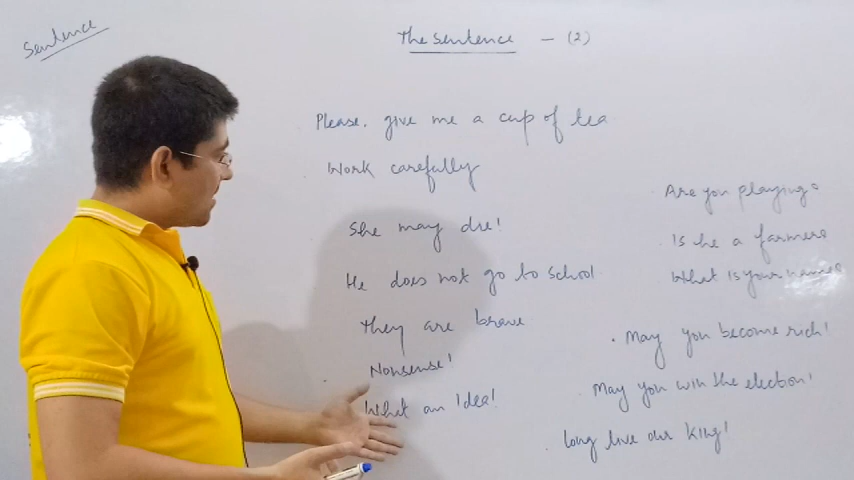 Sentence
The Sentence - (2)
Please. give me a cup of tea
Work carefully
She may die!
He does not go to School
They are brave
Nonsense!
What an Idea!
Are you playing?
Is he a farmer?
What is your name?
May you become rich!
May you win the election!
long live our King!